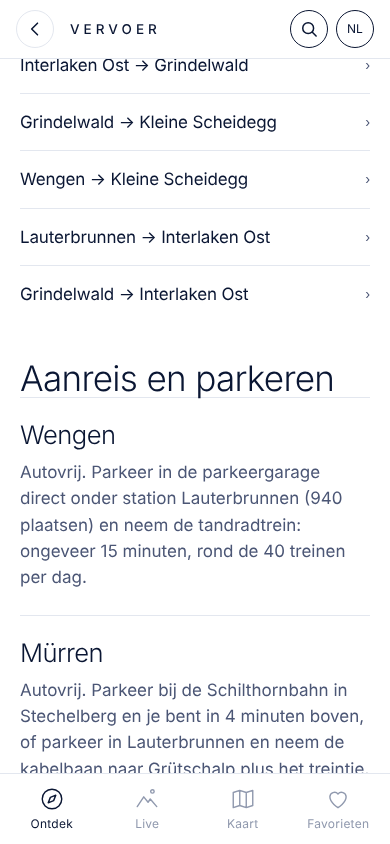 VERVOER
NL
Interlaken Ost → Grindelwald ›
Grindelwald → Kleine Scheidegg ›
Wengen → Kleine Scheidegg ›
Lauterbrunnen → Interlaken Ost ›
Grindelwald → Interlaken Ost ›
Aanreis en parkeren
Wengen
Autovrij. Parkeer in de parkeergarage
direct onder station Lauterbrunnen (940
plaatsen) en neem de tandradtrein:
ongeveer 15 minuten, rond de 40 treinen
per dag.
Mürren
Autovrij. Parkeer bij de Schilthornbahn in
Stechelberg en je bent in 4 minuten boven,
of parkeer in Lauterbrunnen en neem de
kabelbaan naar Grütschalp plus het treintje.
Ontdek
Live
Kaart
Favorieten